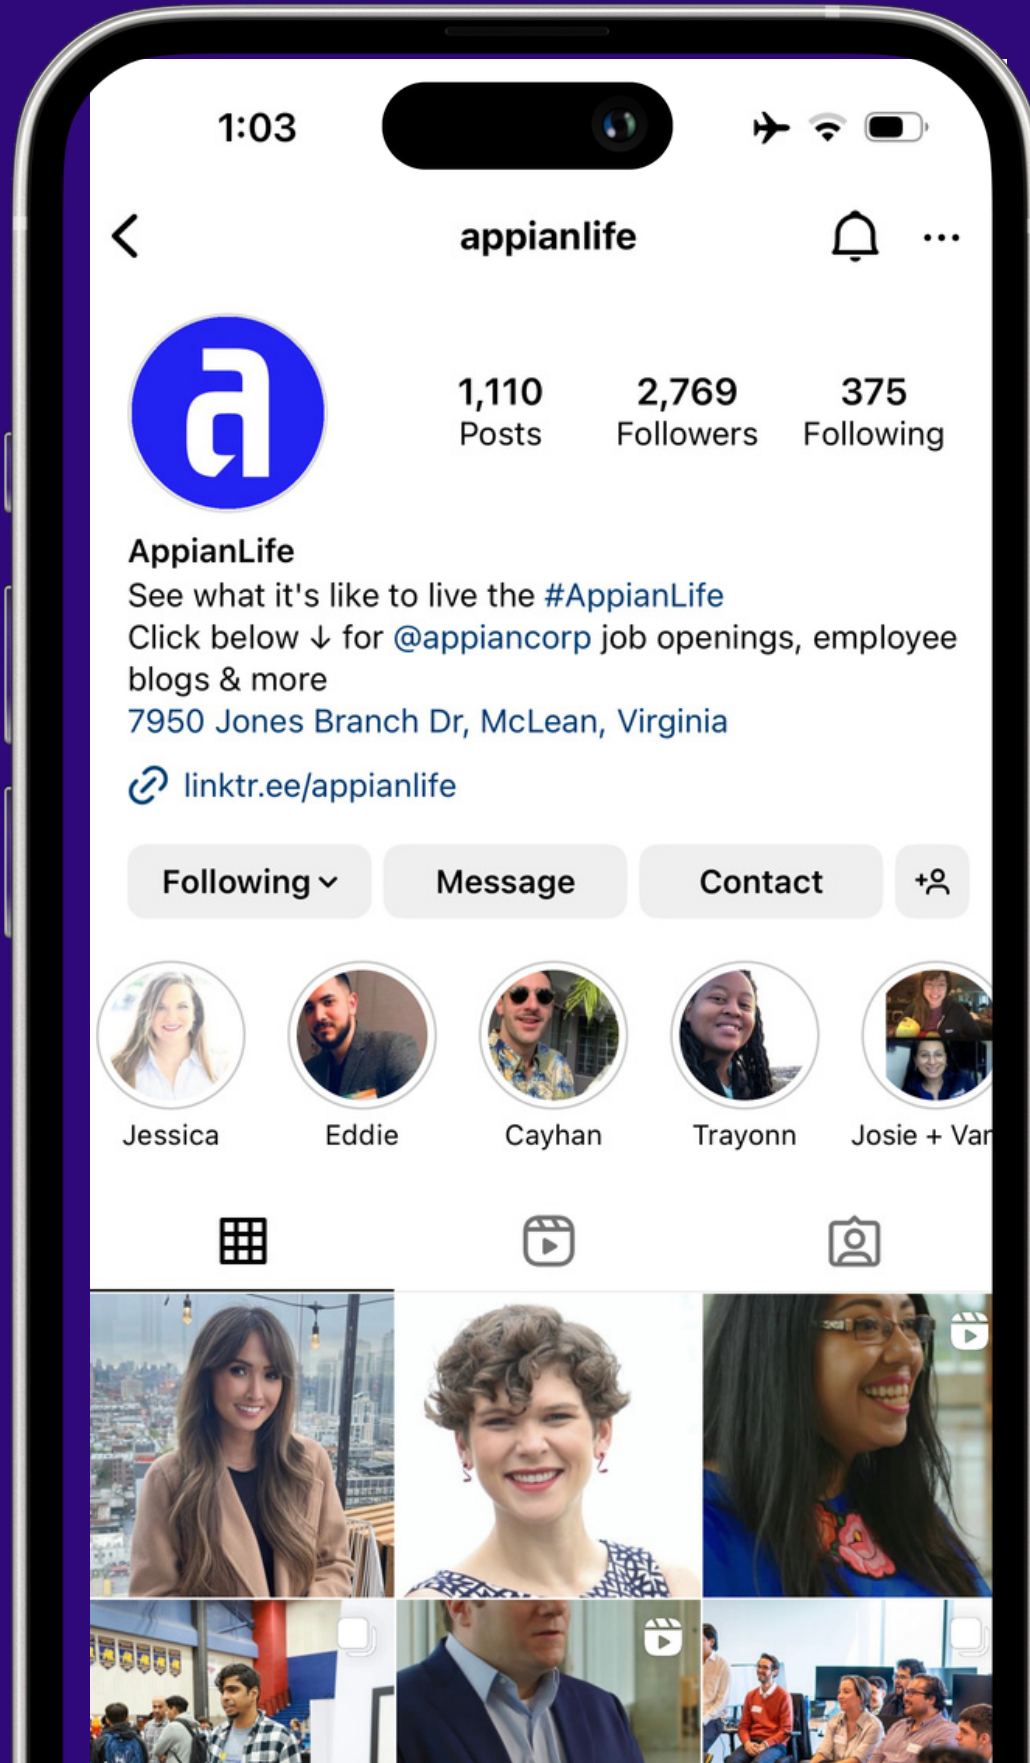 1:03
appianlife
a
1,110 2,769 375
Posts Followers Following
AppianLife
See what it's like to live the #AppianLife
Click below ↓ for @appiancorp job openings, employee
blogs & more
7950 Jones Branch Dr, McLean, Virginia
linktr.ee/appianlife
Following Message Contact
Jessica Eddie Cayhan Trayonn Josie + Van